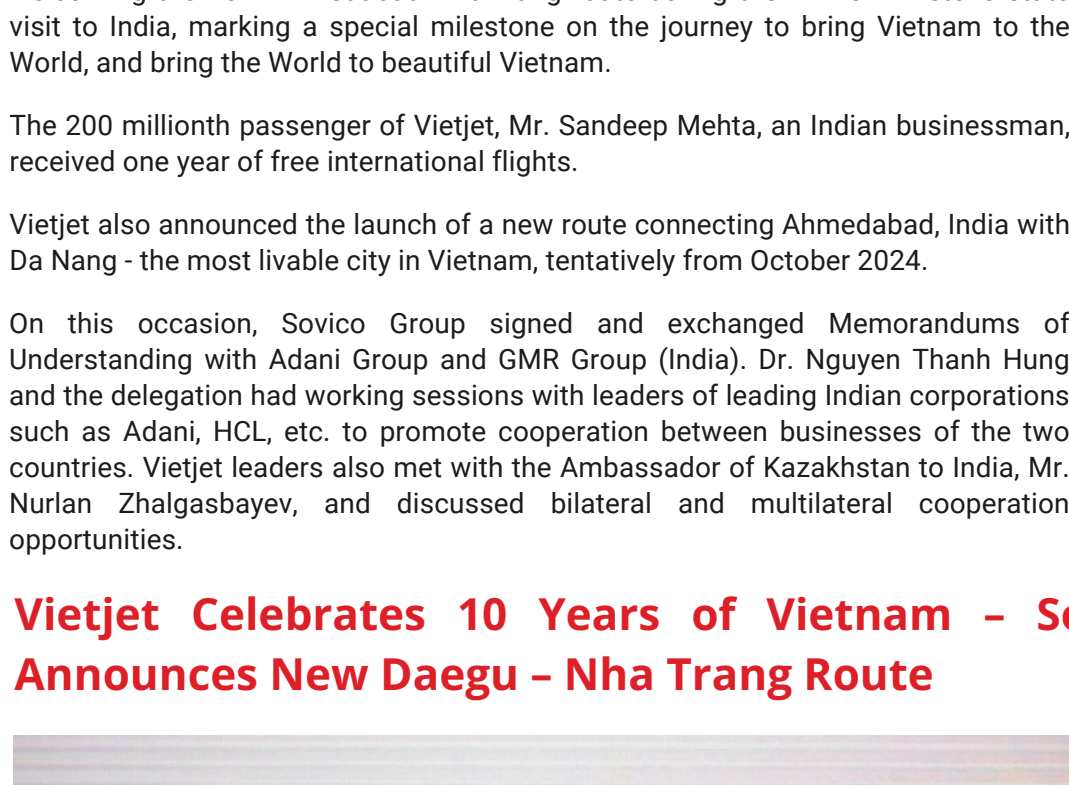 visit to India, marking a special milestone on the journey to bring Vietnam to the
World, and bring the World to beautiful Vietnam.
The 200 millionth passenger of Vietjet, Mr. Sandeep Mehta, an Indian businessman,
received one year of free international flights.
Vietjet also announced the launch of a new route connecting Ahmedabad, India with
Da Nang - the most livable city in Vietnam, tentatively from October 2024.
On this occasion, Sovico Group signed and exchanged Memorandums of
Understanding with Adani Group and GMR Group (India). Dr. Nguyen Thanh Hung
and the delegation had working sessions with leaders of leading Indian corporations
such as Adani, HCL, etc. to promote cooperation between businesses of the two
countries. Vietjet leaders also met with the Ambassador of Kazakhstan to India, Mr.
Nurlan Zhalgasbayev, and discussed bilateral and multilateral cooperation
opportunities.
Vietjet Celebrates 10 Years of Vietnam –
Announces New Daegu – Nha Trang Route